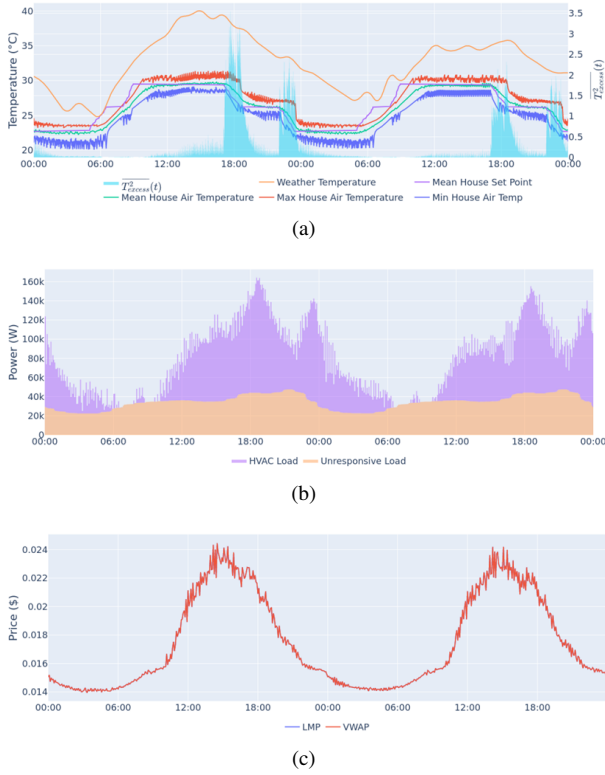 40
35
30
25
20
Temperature (°C)
3.5
3
2.5
2
1.5
1
0.5
0
T²excess(t)
00:00 06:00 12:00 18:00 00:00 06:00 12:00 18:00 00:00
T²excess(t) Weather Temperature Mean House Set Point
Mean House Air Temperature Max House Air Temperature Min House Air Temp
(a)
160k
140k
120k
100k
80k
60k
40k
20k
0
Power (W)
00:00 06:00 12:00 18:00 00:00 06:00 12:00 18:00 00:00
HVAC Load Unresponsive Load
(b)
0.024
0.022
0.02
0.018
0.016
0.014
Price ($)
00:00 06:00 12:00 18:00 00:00 06:00 12:00 18:00
LMP VWAP
(c)